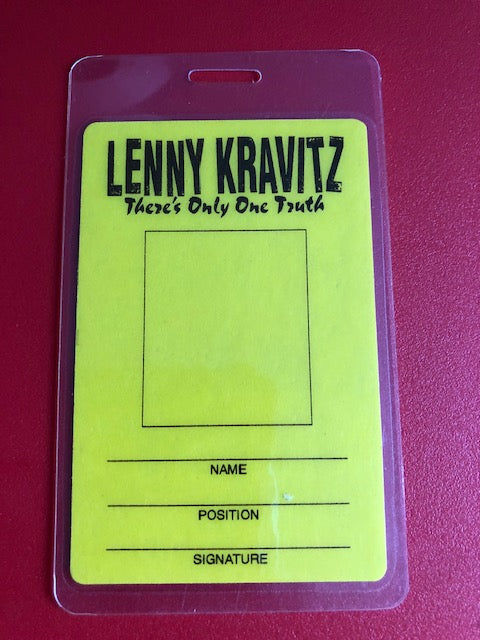 LENNY KRAVITZ
There's Only One Truth
NAME
POSITION
SIGNATURE